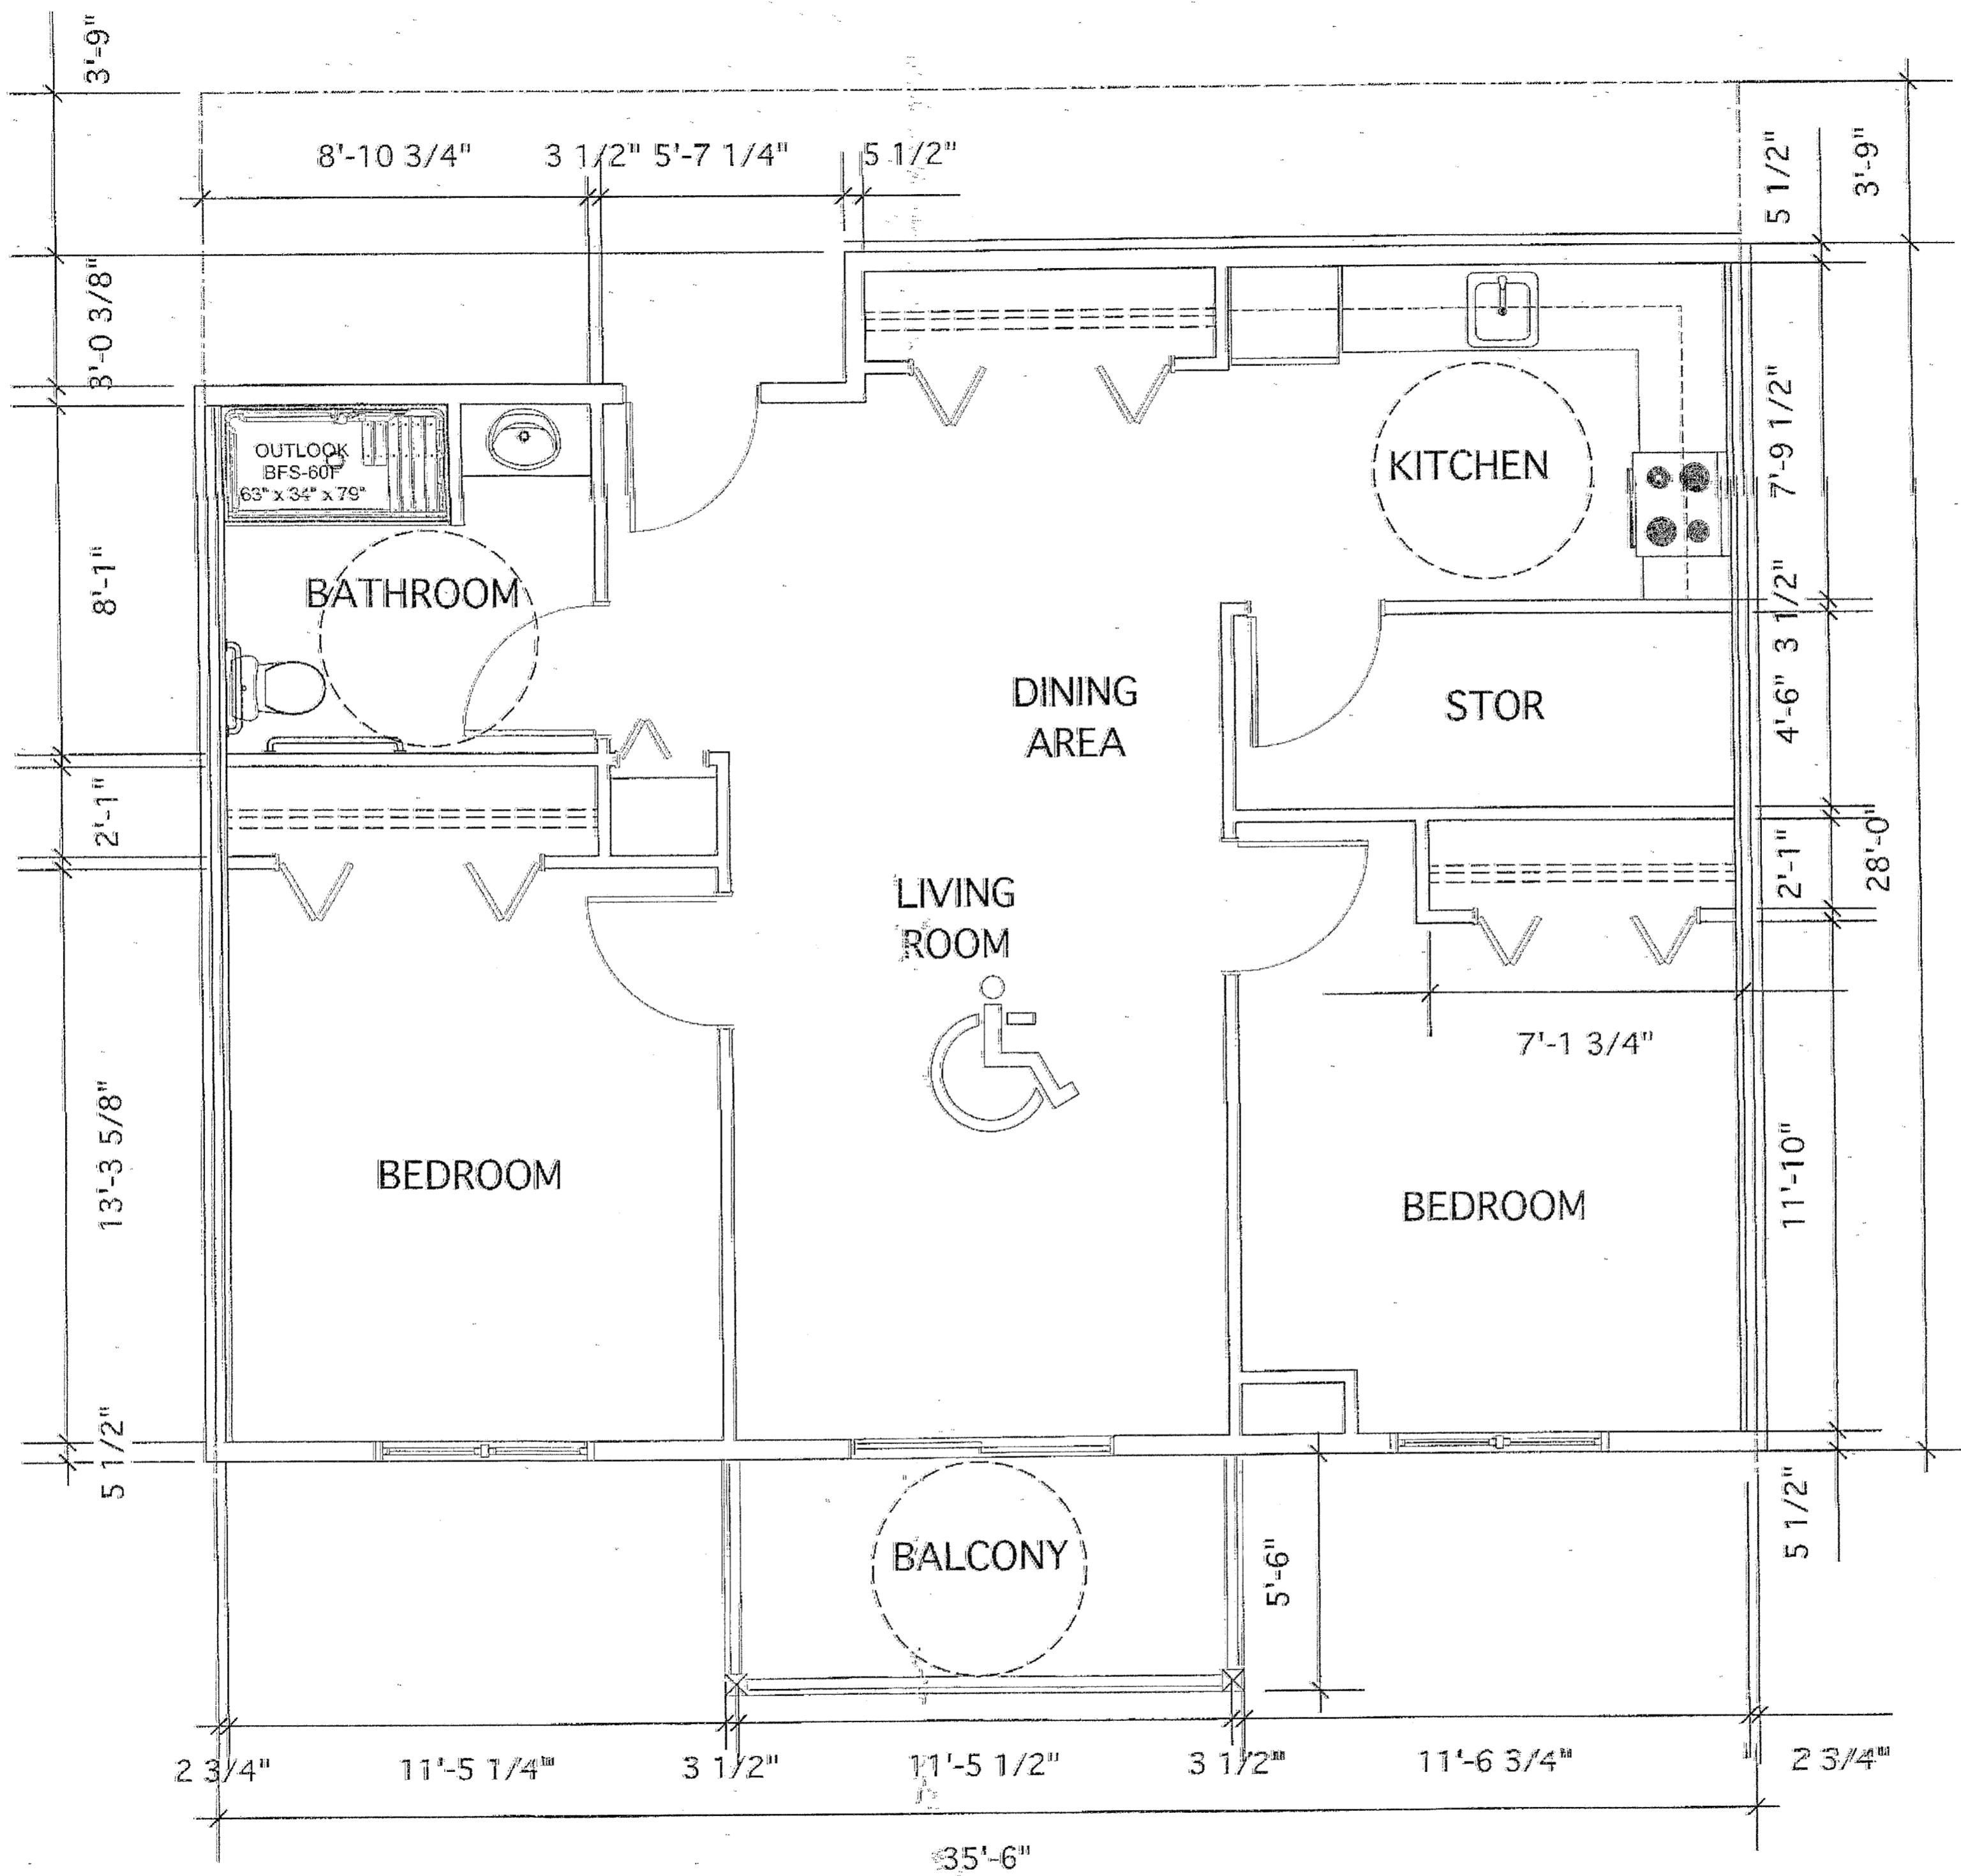 3'-9"
8'-10 3/4" 3 1/2" 5'-7 1/4" 5 1/2"
5 1/2"
3'-9"
3'-0 3/8"
OUTLOOK
BFS-60F
63" x 34" x 79"
KITCHEN
7'-9 1/2"
8'-1"
BATHROOM
3 1/2"
DINING
AREA
STOR
4'-6"
2'-1"
LIVING
ROOM
2'-1"
28'-0"
7'-1 3/4"
13'-3 5/8"
BEDROOM
BEDROOM
11'-10"
5 1/2"
5 1/2"
BALCONY
5'-6"
2 3/4" 11'-5 1/4" 3 1/2" 11'-5 1/2" 3 1/2" 11'-6 3/4" 2 3/4"
35'-6"